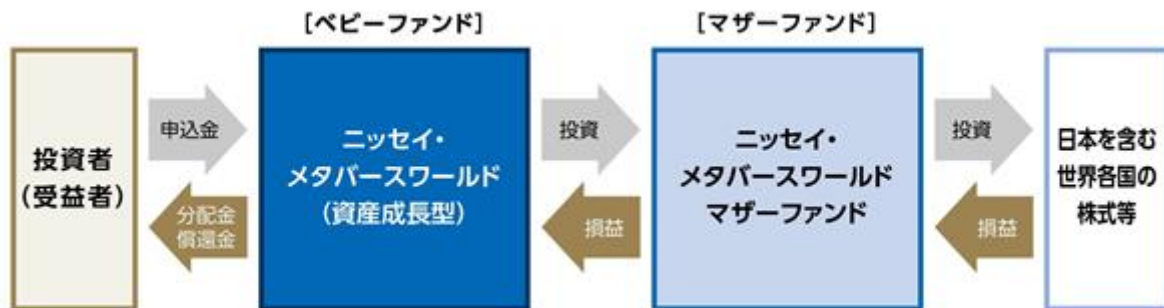 [ベビーファンド]
[マザーファンド]
投資者
(受益者)
申込金
分配金
償還金
ニッセイ・
メタバースワールド
(資産成長型)
投資
損益
ニッセイ・
メタバースワールド
マザーファンド
投資
損益
日本を含む
世界各国の
株式等